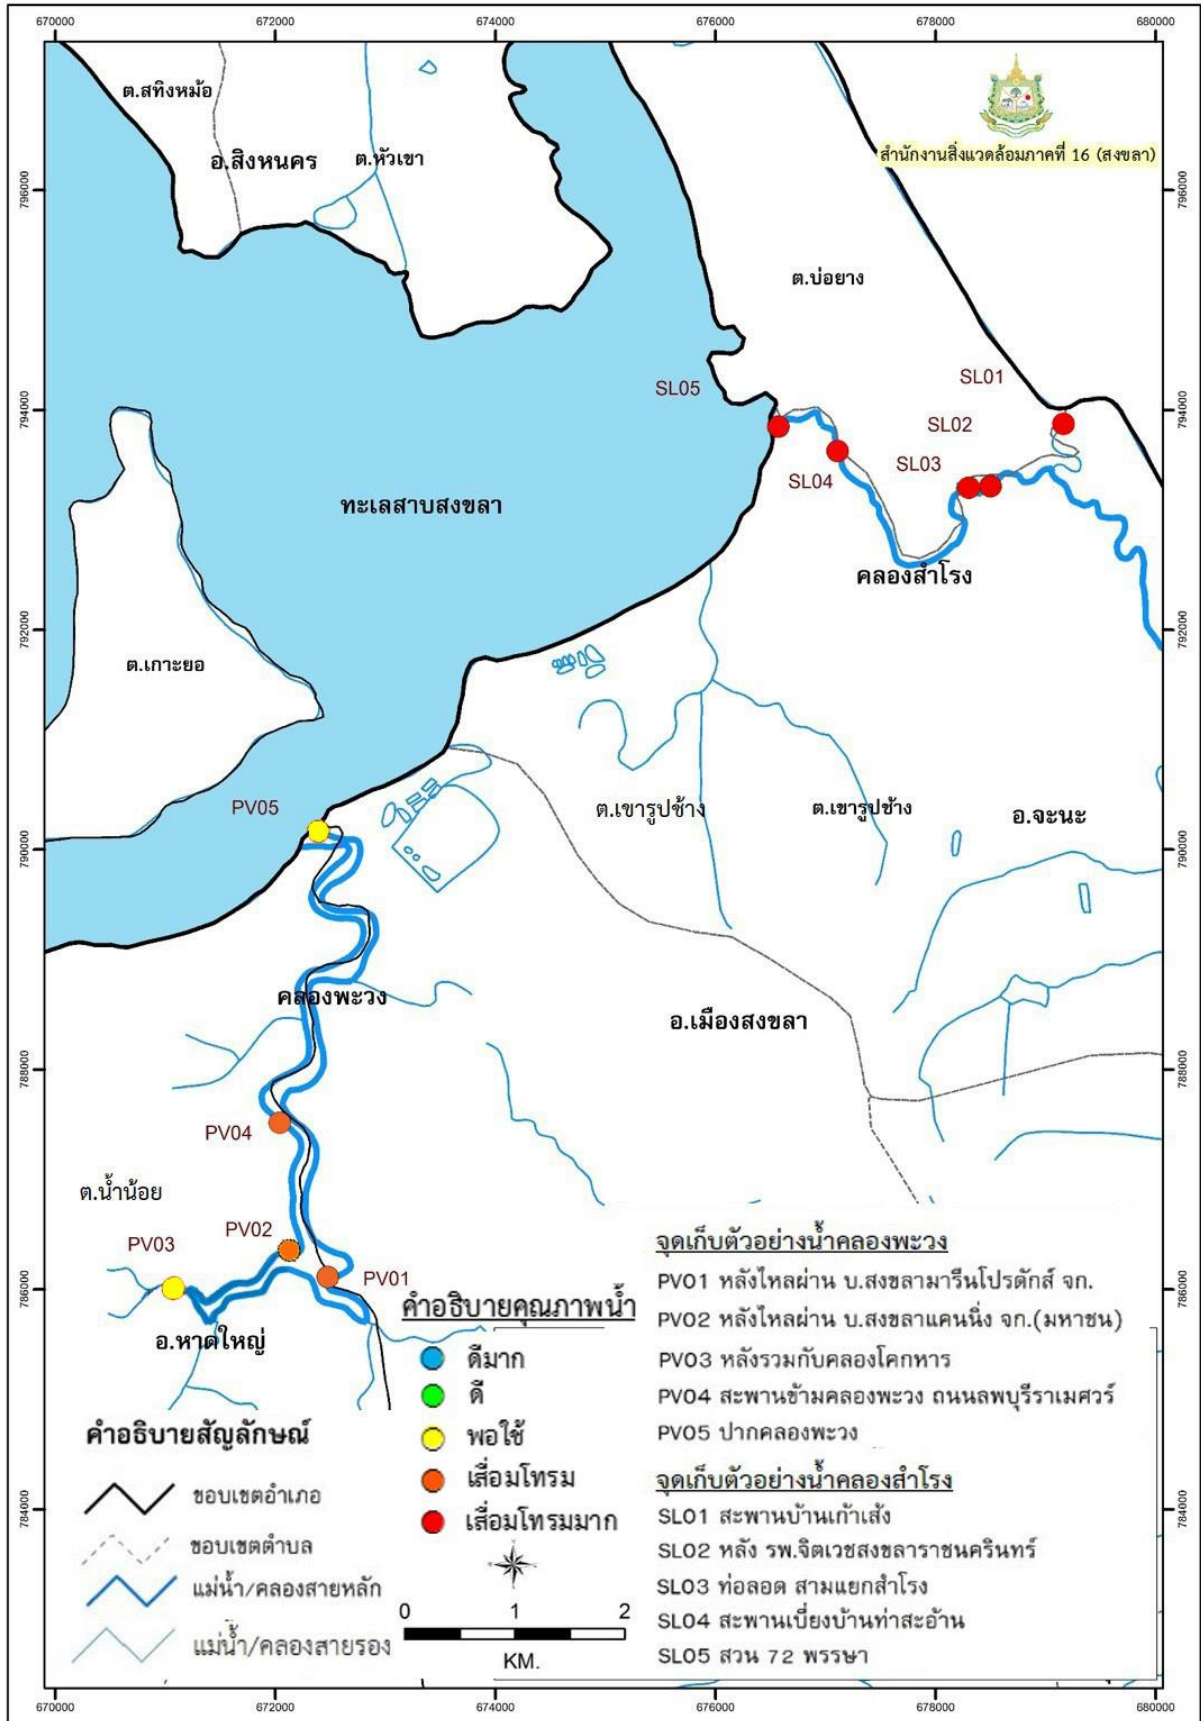 670000 672000 674000 676000 678000 680000
ต.สทิงหม้อ
อ.สิงหนคร ต.หัวเขา
สำนักงานสิ่งแวดล้อมภาคที่ 16 (สงขลา)
796000 796000
ต.บ่อยาง
SL01
SL05
794000 794000
SL02
SL03
SL04
ทะเลสาบสงขลา
คลองสำโรง
792000 792000
ต.เกาะยอ
PV05
ต.เขารูปช้าง ต.เขารูปช้าง อ.จะนะ
790000 790000
คลองพะวง
อ.เมืองสงขลา
788000 788000
PV04
ต.น้ำน้อย
PV02
PV03
PV01
786000 786000
อ.หาดใหญ่
คำอธิบายคุณภาพน้ำ
ดีมาก
ดี
พอใช้
เสื่อมโทรม
เสื่อมโทรมมาก
คำอธิบายสัญลักษณ์
ขอบเขตอำเภอ
ขอบเขตตำบล
แม่น้ำ/คลองสายหลัก
แม่น้ำ/คลองสายรอง
0 1 2
KM.
จุดเก็บตัวอย่างน้ำคลองพะวง
PV01 หลังไหลผ่าน บ.สงขลามารีนโปรดักส์ จก.
PV02 หลังไหลผ่าน บ.สงขลาแคนนิ่ง จก.(มหาชน)
PV03 หลังรวมกับคลองโคกหาร
PV04 สะพานข้ามคลองพะวง ถนนลพบุรีราเมศวร์
PV05 ปากคลองพะวง
จุดเก็บตัวอย่างน้ำคลองสำโรง
SL01 สะพานบ้านเก้าเส้ง
SL02 หลัง รพ.จิตเวชสงขลาราชนครินทร์
SL03 ท่อลอด สามแยกสำโรง
SL04 สะพานเบี่ยงบ้านท่าสะอ้าน
SL05 สวน 72 พรรษา
784000 784000
670000 672000 674000 676000 678000 680000